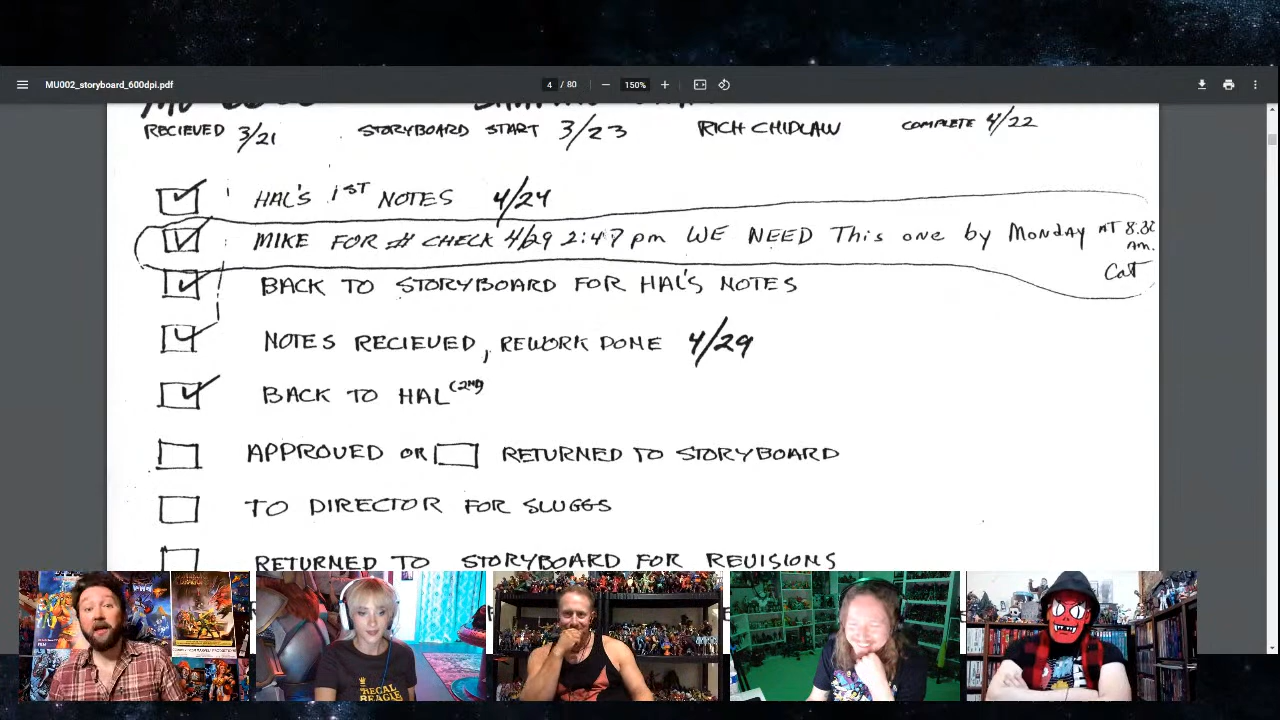 MU002_storyboard_600dpi.pdf
4 / 80
150%
RECIEVED 3/21 STORYBOARD START 3/23 RICH CHIDLAW COMPLETE 4/22
HAL'S 1ST NOTES 4/24
MIKE FOR # CHECK 4/29 2:47 pm WE NEED This one by Monday AT 8:32 AM.
Cat
BACK TO STORYBOARD FOR HAL'S NOTES
NOTES RECIEVED, REWORK DONE 4/29
BACK TO HAL (2ND)
APPROVED OR RETURNED TO STORYBOARD
TO DIRECTOR FOR SLUGGS
RETURNED TO STORYBOARD FOR REVISIONS
REGAL
BEAGLE